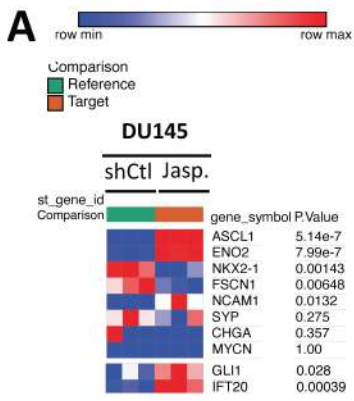 A
row min row max
Comparison
Reference
Target
DU145
shCtl Jasp.
st_gene_id
Comparison gene_symbol P.Value
ASCL1 5.14e-7
ENO2 7.99e-7
NKX2-1 0.00143
FSCN1 0.00648
NCAM1 0.0132
SYP 0.275
CHGA 0.357
MYCN 1.00
GLI1 0.028
IFT20 0.00039